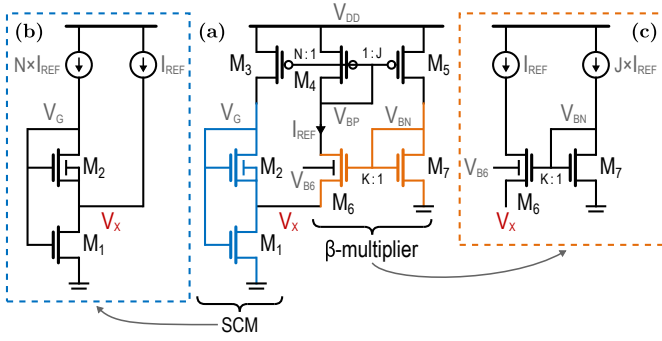 (b)
N×I_REF
I_REF
V_G
M_2
V_X
M_1
(a)
V_DD
M_3
N:1
M_4
1:J
M_5
V_G
I_REF
V_BP
V_BN
M_2
V_B6
K:1
M_7
M_6
V_X
M_1
β-multiplier
SCM
(c)
I_REF
J×I_REF
V_BN
V_B6
K:1
M_7
M_6
V_X